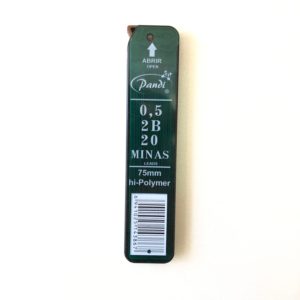 ABRIR
OPEN
Pandi
0,5
2B
20
MINAS
LEADS
75mm
hi-Polymer